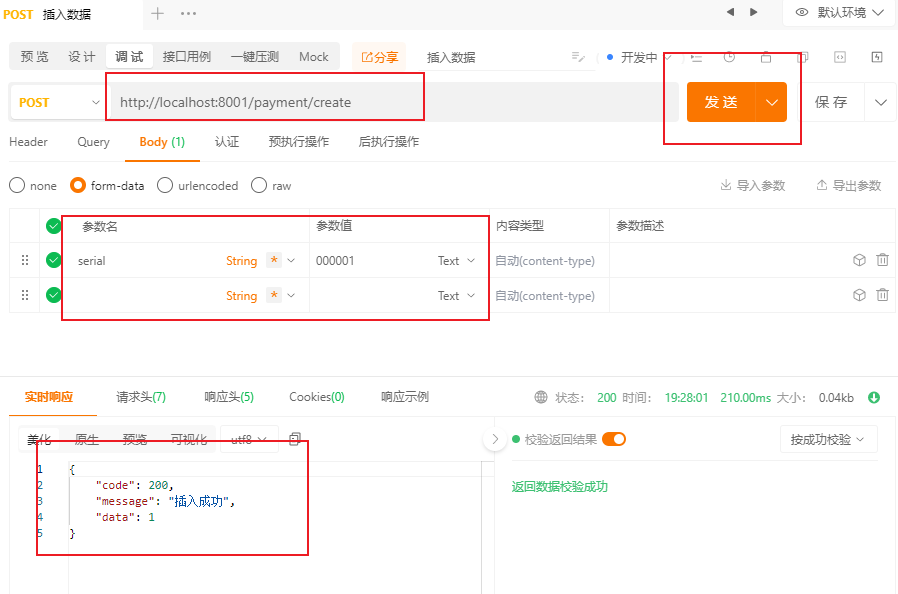 POST 插入数据
默认环境
预览 设计 调试 接口用例 一键压测 Mock 分享 插入数据 开发中
POST http://localhost:8001/payment/create 发送 保存
Header Query Body (1) 认证 预执行操作 后执行操作
none form-data urlencoded raw 导入参数 导出参数
参数名 参数值 内容类型 参数描述
serial String * 000001 Text 自动(content-type)
String * Text 自动(content-type)
实时响应 请求头(7) 响应头(5) Cookies(0) 响应示例 状态： 200 时间： 19:28:01 210.00ms 大小： 0.04kb
美化 原生 预览 可视化 utf8 校验返回结果 按成功校验
返回数据校验成功
1 {
2 "code": 200,
3 "message": "插入成功",
4 "data": 1
5 }